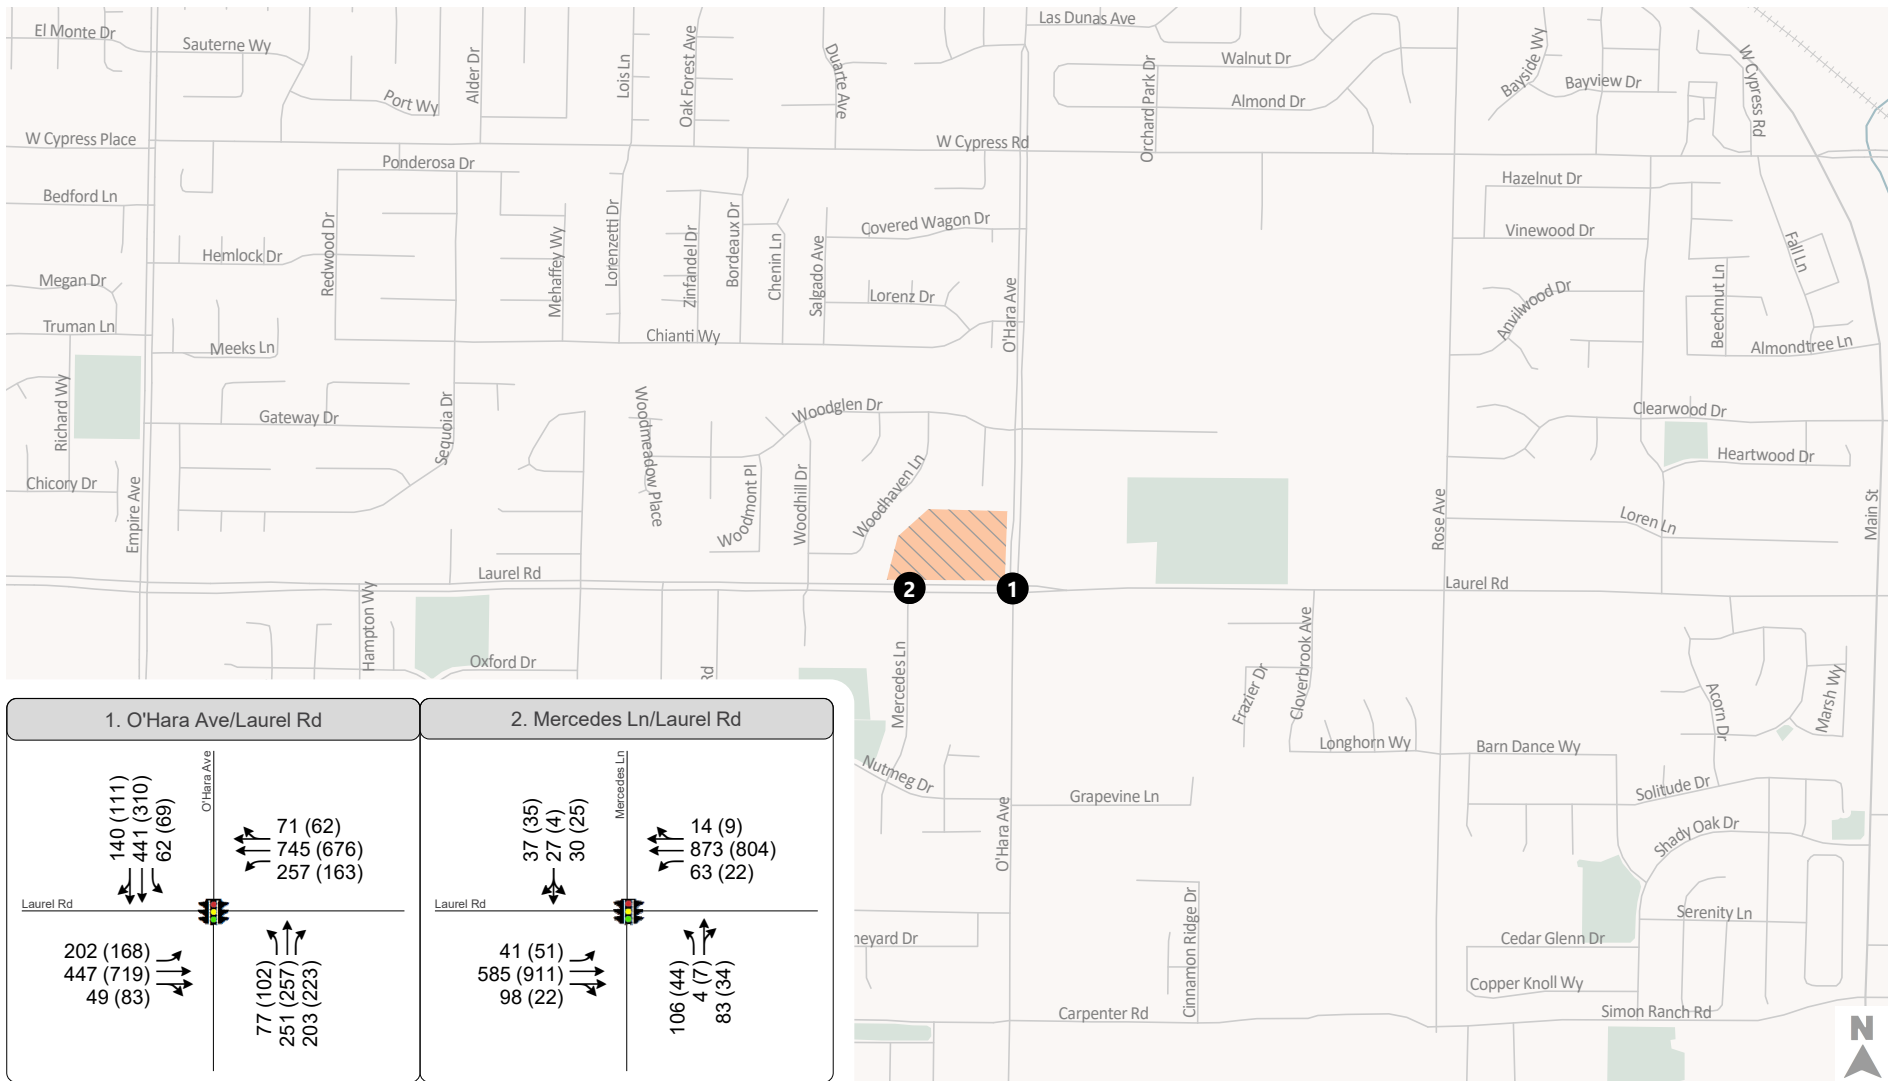 El Monte Dr
Sauterne Wy
Alder Dr
Port Wy
Lois Ln
Oak Forest Ave
Duarte Ave
Las Dunas Ave
Walnut Dr
Almond Dr
Orchard Park Dr
Bayside Wy
Bayview Dr
W Cypress Rd
W Cypress Place
Ponderosa Dr
W Cypress Rd
Bedford Ln
Hazelnut Dr
Hemlock Dr
Redwood Dr
Mehaffey Wy
Lorenzetti Dr
Zinfandel Dr
Bordeaux Dr
Chenin Ln
Salgado Ave
Covered Wagon Dr
Vinewood Dr
Fall Ln
Megan Dr
Lorenz Dr
O'Hara Ave
Anvilwood Dr
Beechnut Ln
Truman Ln
Meeks Ln
Chianti Wy
Almondtree Ln
Richard Wy
Gateway Dr
Sequoia Dr
Woodmeadow Place
Woodglen Dr
Clearwood Dr
Heartwood Dr
Chicory Dr
Empire Ave
Woodmont Pl
Woodhill Dr
Woodhaven Ln
Rose Ave
Loren Ln
Main St
Laurel Rd
2
1
Laurel Rd
Hampton Wy
Oxford Dr
Rd
Mercedes Ln
Frazier Dr
Cloverbrook Ave
Acorn Dr
Marsh Wy
Longhorn Wy
Barn Dance Wy
Nutmeg Dr
Grapevine Ln
Solitude Dr
O'Hara Ave
Shady Oak Dr
neyard Dr
Cinnamon Ridge Dr
Serenity Ln
Cedar Glenn Dr
Copper Knoll Wy
Carpenter Rd
Simon Ranch Rd
N
1. O'Hara Ave/Laurel Rd
O'Hara Ave
140 (111)
441 (310)
62 (69)
71 (62)
745 (676)
257 (163)
Laurel Rd
202 (168)
447 (719)
49 (83)
77 (102)
251 (257)
203 (223)
2. Mercedes Ln/Laurel Rd
Mercedes Ln
37 (35)
27 (4)
30 (25)
14 (9)
873 (804)
63 (22)
Laurel Rd
41 (51)
585 (911)
98 (22)
106 (44)
4 (7)
83 (34)